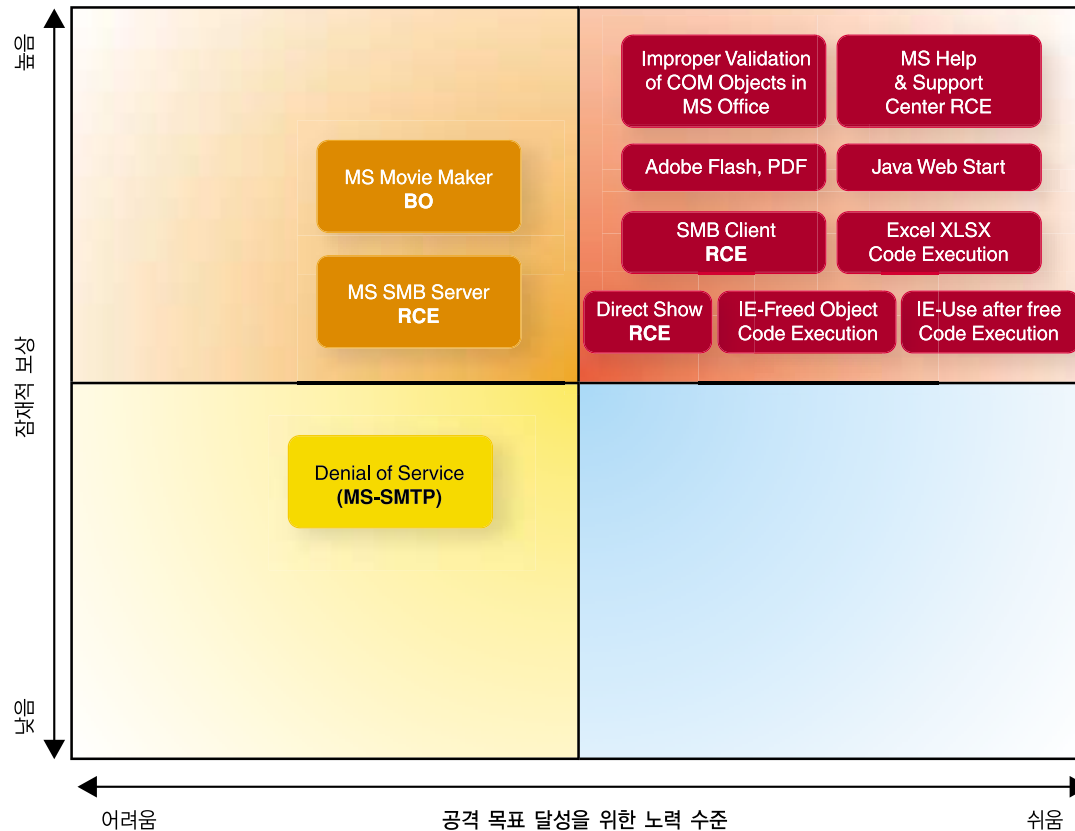 높음
잠재적 보상
낮음
Improper Validation
of COM Objects in
MS Office
MS Help
& Support
Center RCE
MS Movie Maker
BO
Adobe Flash, PDF
Java Web Start
SMB Client
RCE
Excel XLSX
Code Execution
MS SMB Server
RCE
Direct Show
RCE
IE-Freed Object
Code Execution
IE-Use after free
Code Execution
Denial of Service
(MS-SMTP)
어려움
공격 목표 달성을 위한 노력 수준
쉬움